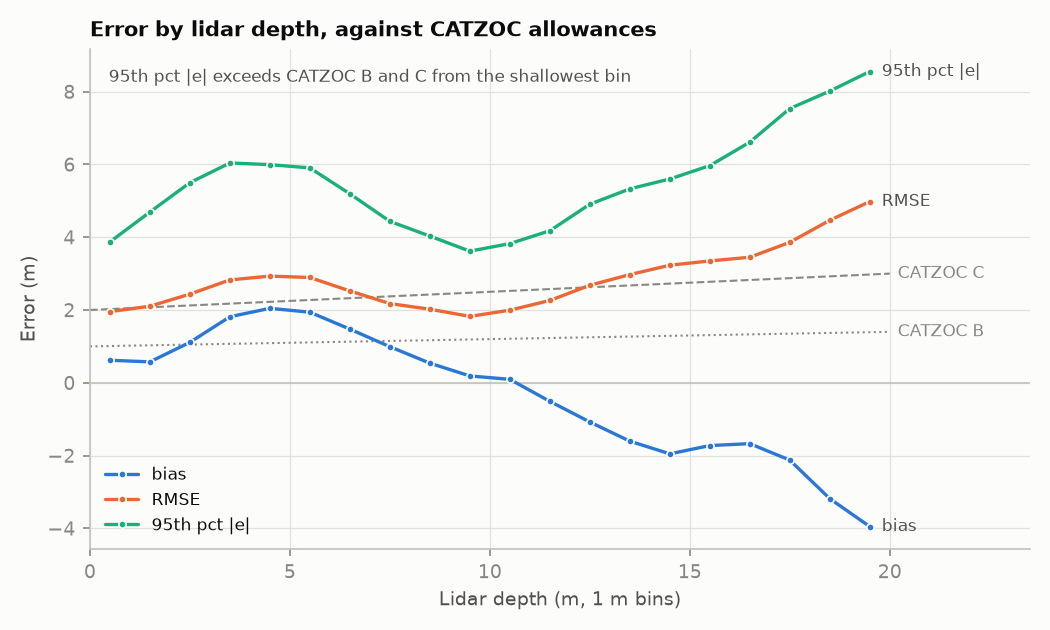 Error by lidar depth, against CATZOC allowances
95th pct |e| exceeds CATZOC B and C from the shallowest bin
95th pct |e|
RMSE
CATZOC C
CATZOC B
bias
8
6
4
2
0
−2
−4
Error (m)
bias
RMSE
95th pct |e|
0 5 10 15 20
Lidar depth (m, 1 m bins)